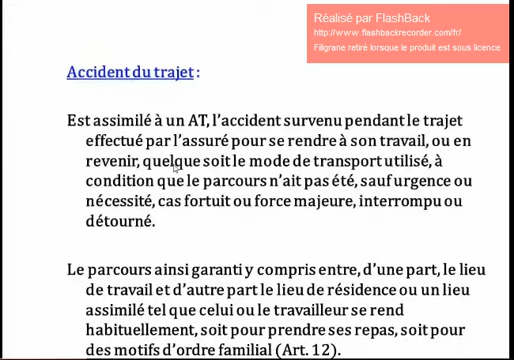 Réalisé par FlashBack
http://www.flashbackrecorder.com/fr/
Filigrane retiré lorsque le produit est sous licence
Accident du trajet :
Est assimilé à un AT, l'accident survenu pendant le trajet
effectué par l'assuré pour se rendre à son travail, ou en
revenir, quelque soit le mode de transport utilisé, à
condition que le parcours n'ait pas été, sauf urgence ou
nécessité, cas fortuit ou force majeure, interrompu ou
détourné.
Le parcours ainsi garanti y compris entre, d'une part, le lieu
de travail et d'autre part le lieu de résidence ou un lieu
assimilé tel que celui ou le travailleur se rend
habituellement, soit pour prendre ses repas, soit pour
des motifs d'ordre familial (Art. 12).